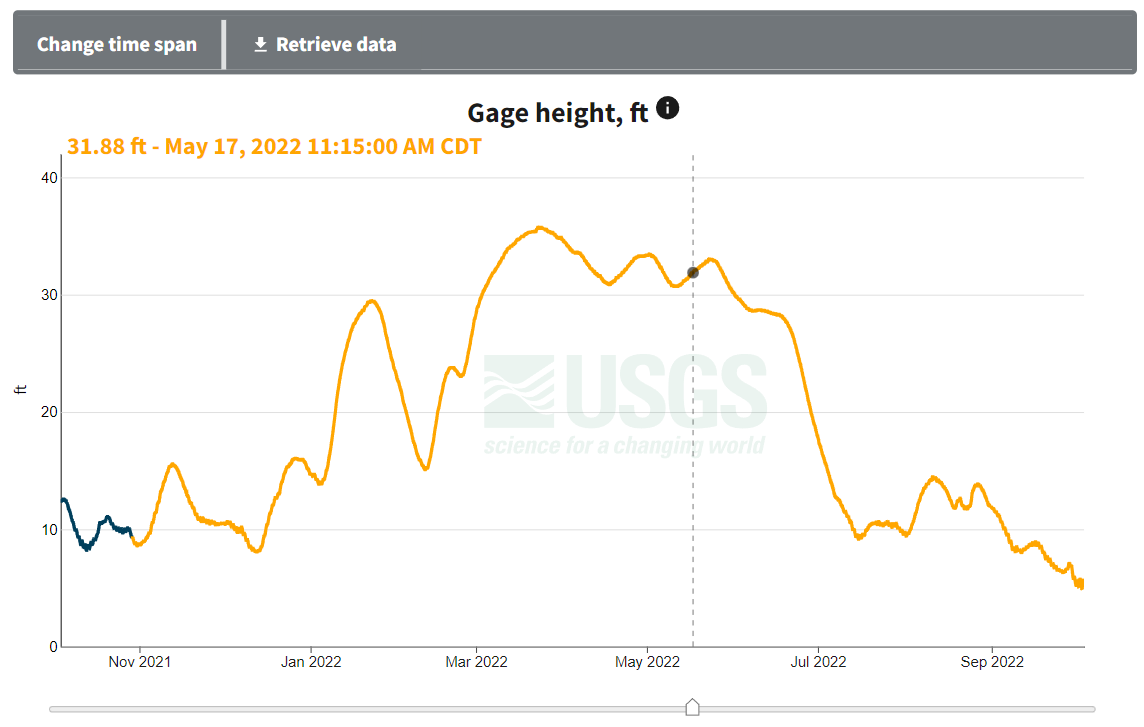 Change time span
Retrieve data
Gage height, ft i
31.88 ft - May 17, 2022 11:15:00 AM CDT
40
30
20
10
0
ft
USGS
science for a changing world
Nov 2021
Jan 2022
Mar 2022
May 2022
Jul 2022
Sep 2022